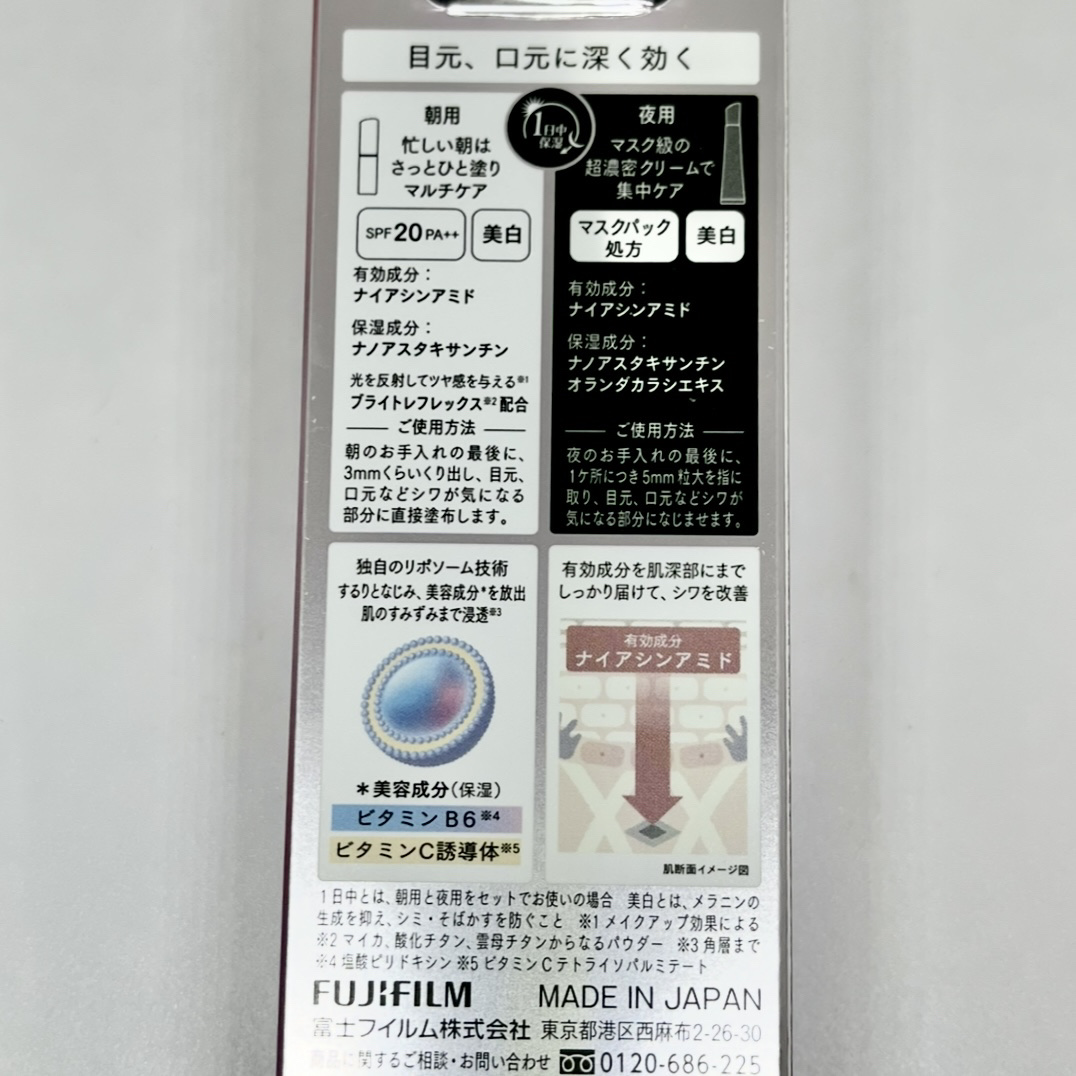 目元、口元に深く効く
朝用
忙しい朝は
さっとひと塗り
マルチケア
SPF20PA++ 美白
有効成分：
ナイアシンアミド
保湿成分：
ナノアスタキサンチン
光を反射してツヤ感を与える※1
ブライトリフレックス※2配合
ご使用方法
朝のお手入れの最後に、
3mmくらいくり出し、目元、
口元などシワが気になる
部分に直接塗布します。
1日中
保湿
夜用
マスク級の
超濃密クリームで
集中ケア
マスクパック
処方
美白
有効成分：
ナイアシンアミド
保湿成分：
ナノアスタキサンチン
オランダカラシエキス
ご使用方法
夜のお手入れの最後に、
1ケ所につき5mm粒大を指に
取り、目元、口元などシワが
気になる部分になじませます。
独自のリポソーム技術
するりとなじみ、美容成分*を放出
肌のすみずみまで浸透※3
＊美容成分（保湿）
ビタミンB6※4
ビタミンC誘導体※5
有効成分を肌深部にまで
しっかり届けて、シワを改善
有効成分
ナイアシンアミド
肌断面イメージ図
1日中とは、朝用と夜用をセットでお使いの場合 美白とは、メラニンの
生成を抑え、シミ・そばかすを防ぐこと ※1 メイクアップ効果による
※2 マイカ、酸化チタン、雲母チタンからなるパウダー ※3 角層まで
※4 塩酸ピリドキシン ※5 ビタミンCテトライソパルミテート
FUJIFILM MADE IN JAPAN
富士フイルム株式会社 東京都港区西麻布2-26-30
商品に関するご相談・お問い合わせ 0120-686-225